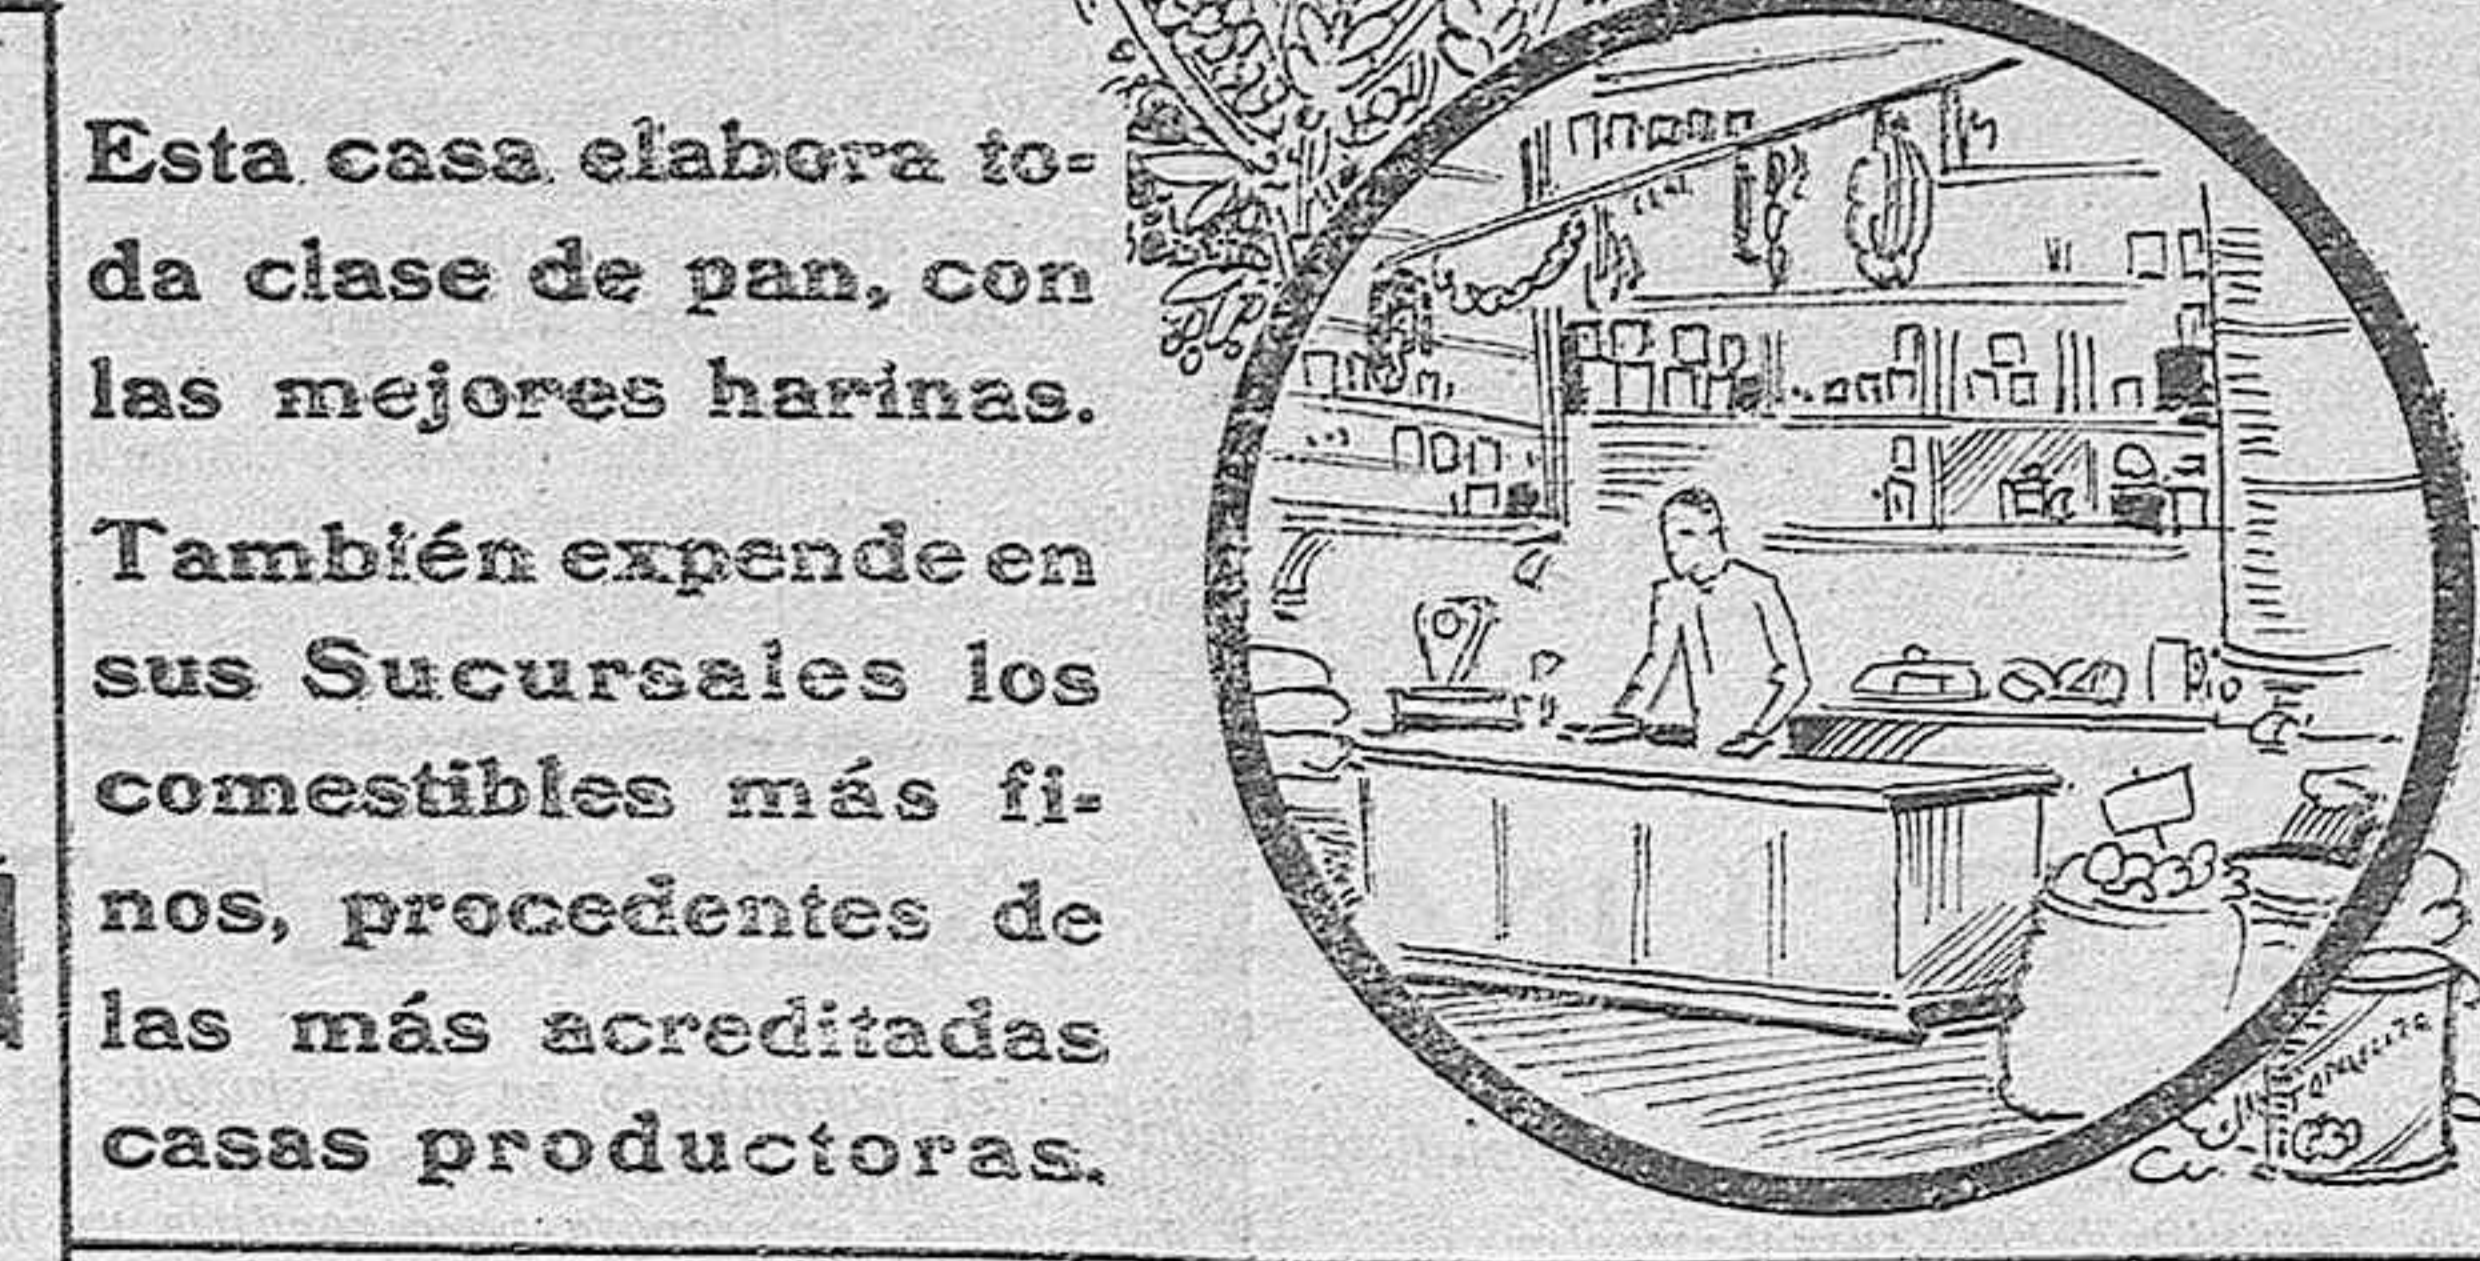 Esta casa elabora to-
da clase de pan, con
las mejores harinas.
También expende en
sus Sucursales los
comestibles más fi-
nos, procedentes de
las más acreditadas
casas productoras.